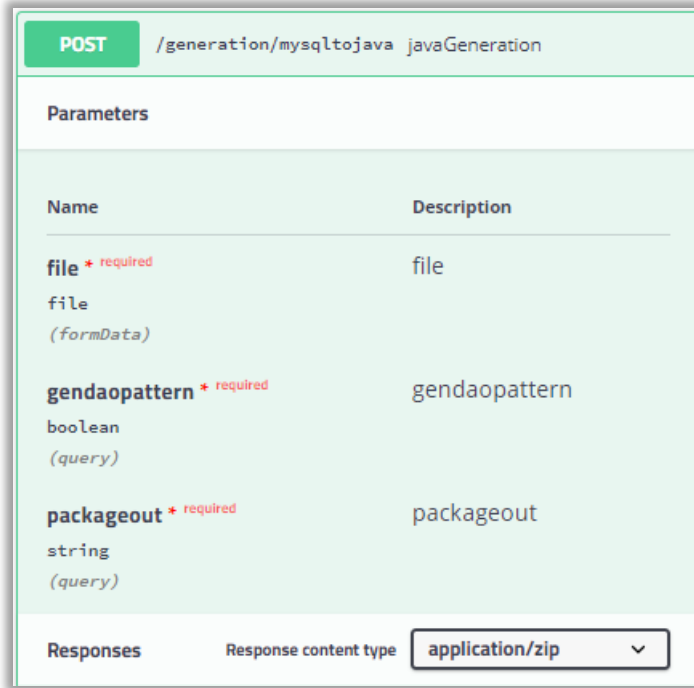 POST /generation/mysqltojava javaGeneration
Parameters
Name Description
file * required file
file
(formData)
gendaopattern * required gendaopattern
boolean
(query)
packageout * required packageout
string
(query)
Responses Response content type application/zip